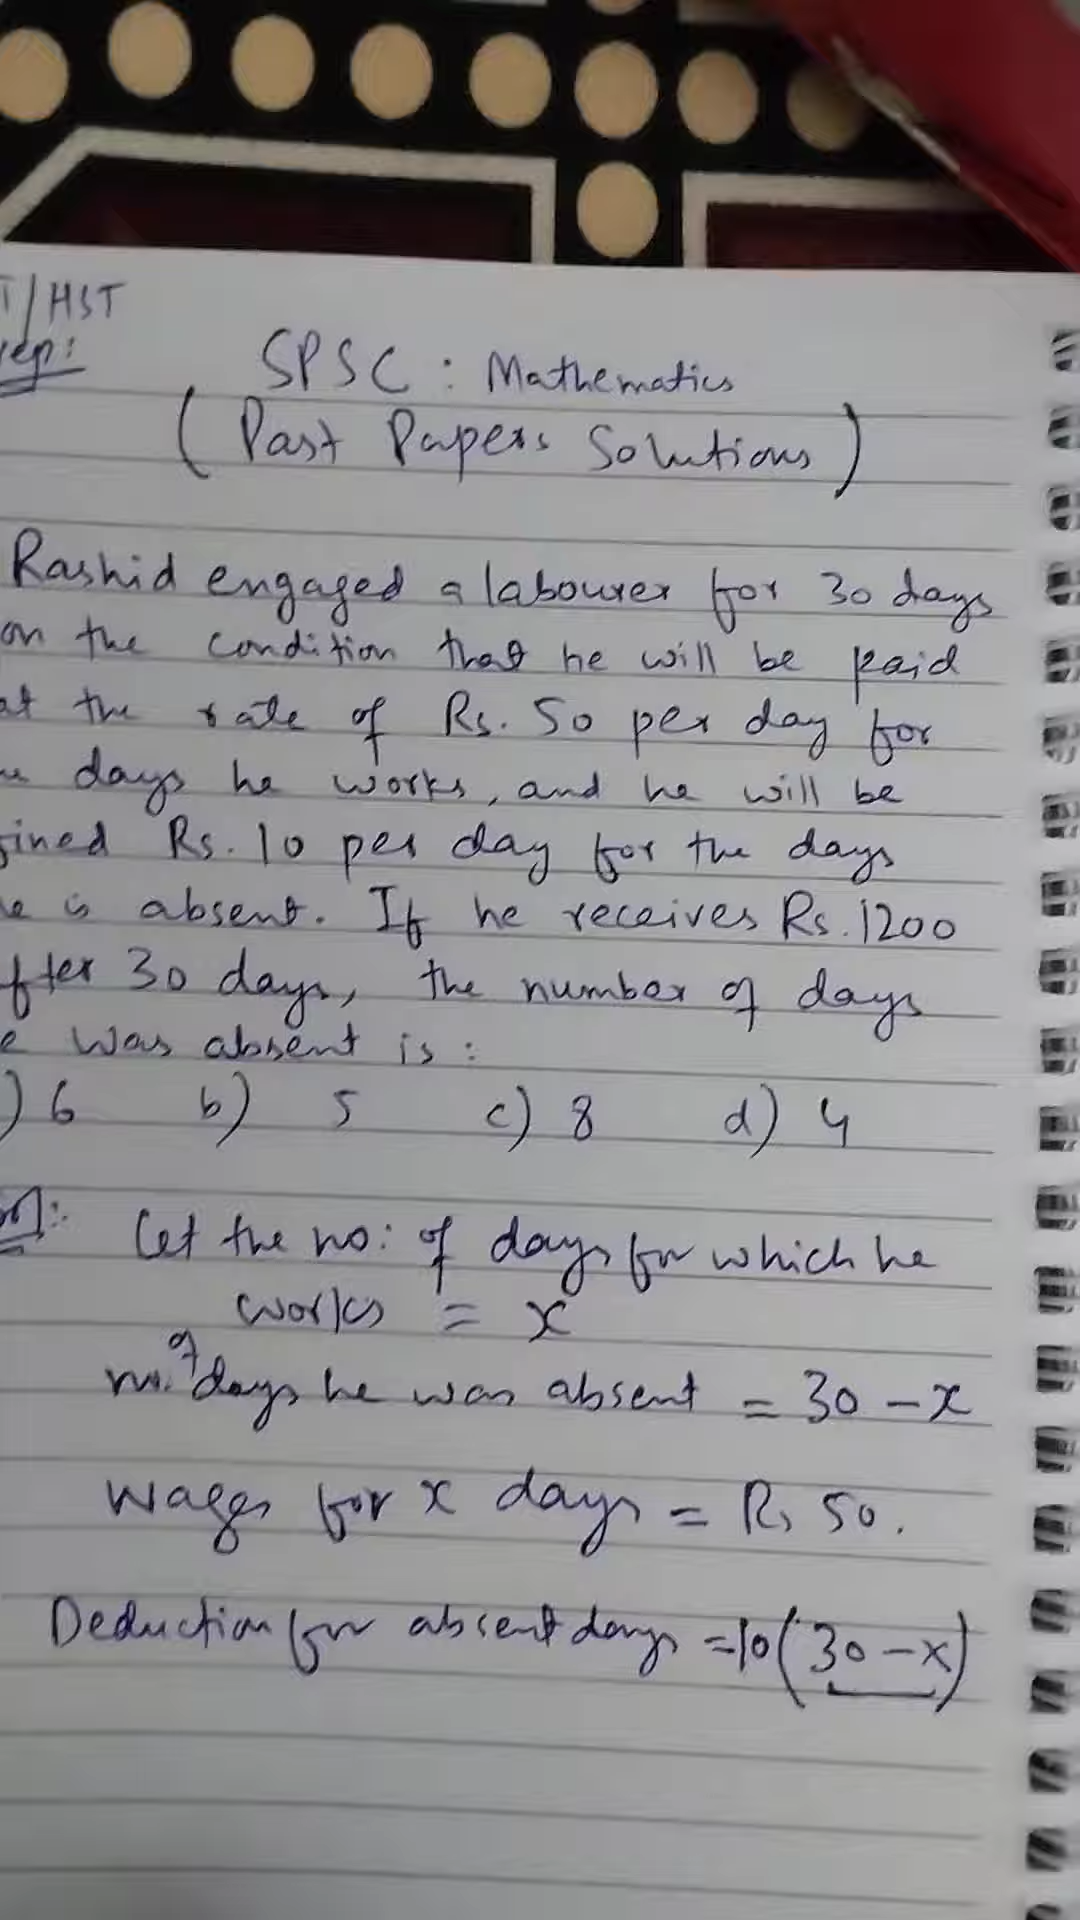 T/HST
rep:
SPSC : Mathematics
(Past Papers Solutions)
Rashid engaged a labourer for 30 days
on the condition that he will be paid
at the rate of Rs. 50 per day for
days he works, and he will be
fined Rs. 10 per day for the days
he is absent. If he receives Rs. 1200
after 30 days, the number of days
e was absent is :
) 6 b) 5 c) 8 d) 4
Let the no: of days for which he
works = x
no. of days he was absent = 30 - x
Wages for x days = Rs 50.
Deduction for absent days = 10(30-x)